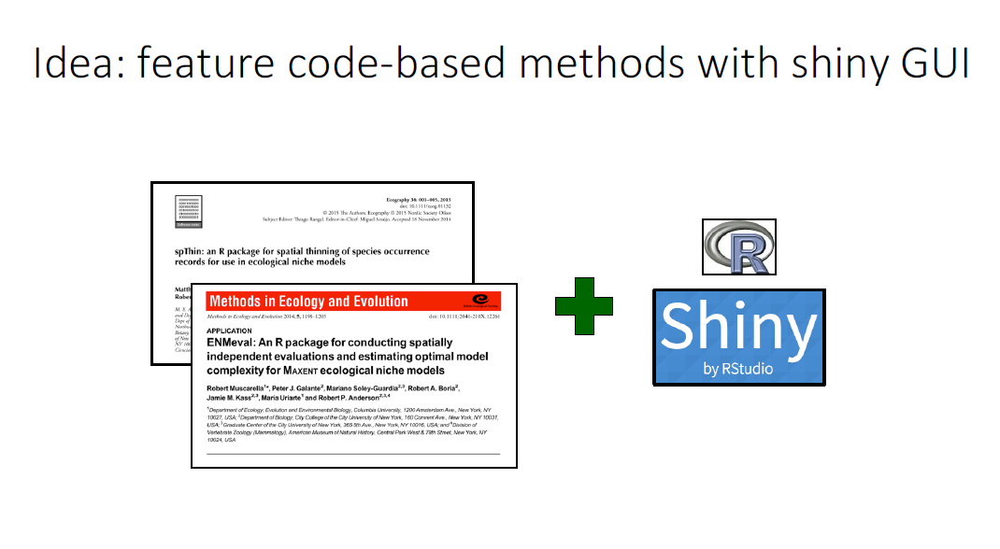 Idea: feature code-based methods with shiny GUI
Ecography 38: 001–005, 2015
doi: 10.1111/ecog.01132
© 2015 The Authors. Ecography © 2015 Nordic Society Oikos
Subject Editor: Thiago Rangel. Editor-in-Chief: Miguel Araújo. Accepted 18 November 2014
spThin: an R package for spatial thinning of species occurrence
records for use in ecological niche models
Matth
Rober
Methods in Ecology and Evolution
Methods in Ecology and Evolution 2014, 5, 1198–1205
doi: 10.1111/2041-210X.12261
APPLICATION
ENMeval: An R package for conducting spatially
independent evaluations and estimating optimal model
complexity for MAXENT ecological niche models
Robert Muscarella¹*, Peter J. Galante², Mariano Soley-Guardia²,³, Robert A. Boria²,
Jamie M. Kass²,³, María Uriarte¹ and Robert P. Anderson²,³,⁴
¹Department of Ecology, Evolution and Environmental Biology, Columbia University, 1200 Amsterdam Ave., New York, NY
10027, USA; ²Department of Biology, City College of the City University of New York, 160 Convent Ave., New York, NY 10031,
USA; ³Graduate Center of the City University of New York, 365 5th Ave., New York, NY 10016, USA; and ⁴Division of
Vertebrate Zoology (Mammalogy), American Museum of Natural History, Central Park West & 79th Street, New York, NY
10024, USA
R
Shiny
by RStudio